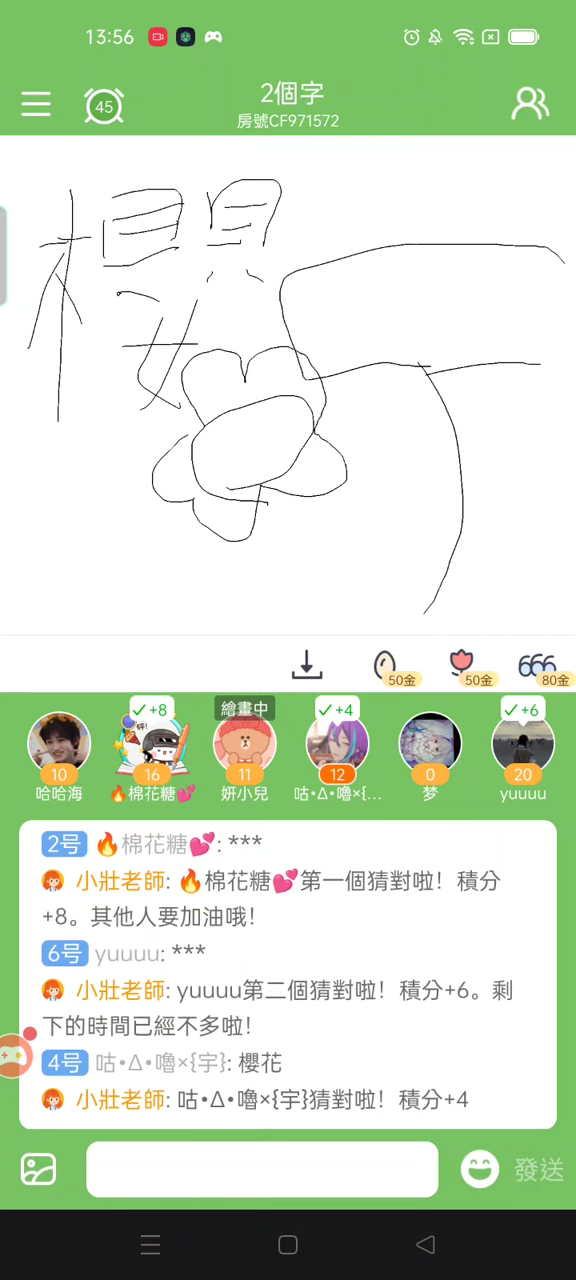 13:56
45
2個字
房號CF971572
櫻
50金
50金
80金
+8
繪畫中
+4
+6
10
16
11
12
0
20
哈哈海
🔥棉花糖💕
妍小兒
咕•Δ•嚕×{...
梦
yuuuu
2号 🔥棉花糖💕: ***
小壯老師: 🔥棉花糖💕第一個猜對啦！積分
+8。其他人要加油哦！
6号 yuuuu: ***
小壯老師: yuuuu第二個猜對啦！積分+6。剩
下的時間已經不多啦！
4号 咕•Δ•嚕×{宇}: 櫻花
小壯老師: 咕•Δ•嚕×{宇}猜對啦！積分+4
發送